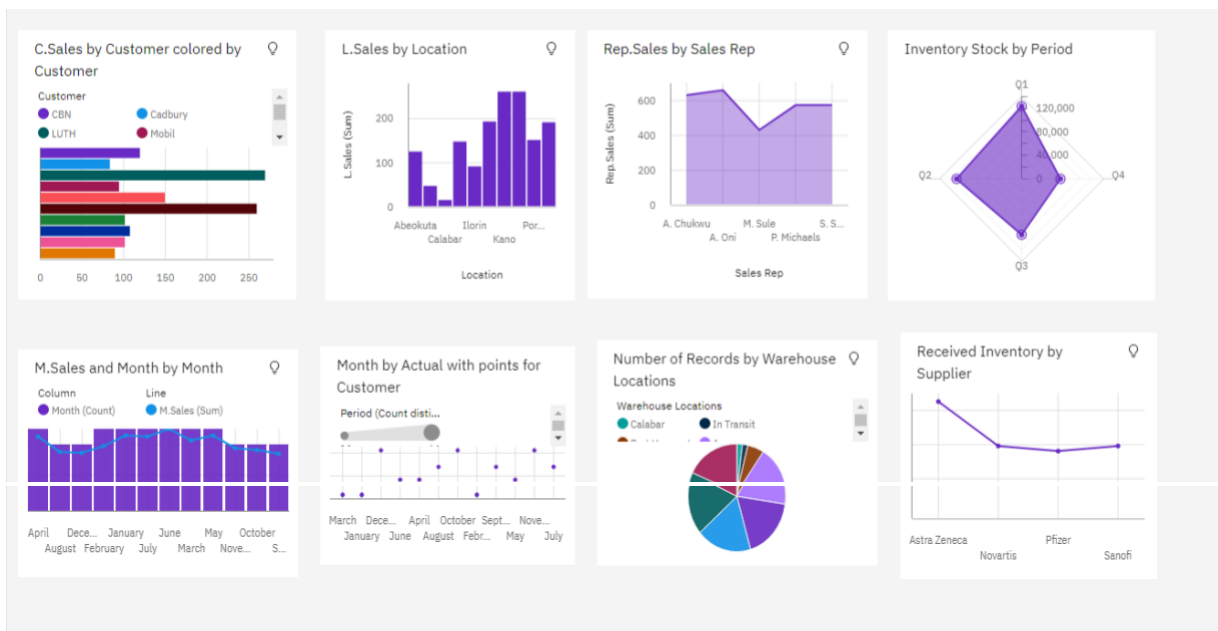 C.Sales by Customer colored by
Customer
Customer
CBN
Cadbury
LUTH
Mobil
0 50 100 150 200 250
L.Sales by Location
L.Sales (Sum)
200
100
0
Abeokuta Ilorin Por...
Calabar Kano
Location
Rep.Sales by Sales Rep
Rep.Sales (Sum)
600
400
200
0
A. Chukwu M. Sule S. S...
A. Oni P. Michaels
Sales Rep
Inventory Stock by Period
Q1
120,000
80,000
40,000
Q2 0 Q4
Q3
M.Sales and Month by Month
Column Line
Month (Count) M.Sales (Sum)
April Dece... January June May October
August February July March Nove... S...
Month by Actual with points for
Customer
Period (Count disti...
March Dece... April October Sept... Nove...
January June August Febr... May July
Number of Records by Warehouse
Locations
Warehouse Locations
Calabar In Transit
Received Inventory by
Supplier
Astra Zeneca Pfizer
Novartis Sanofi